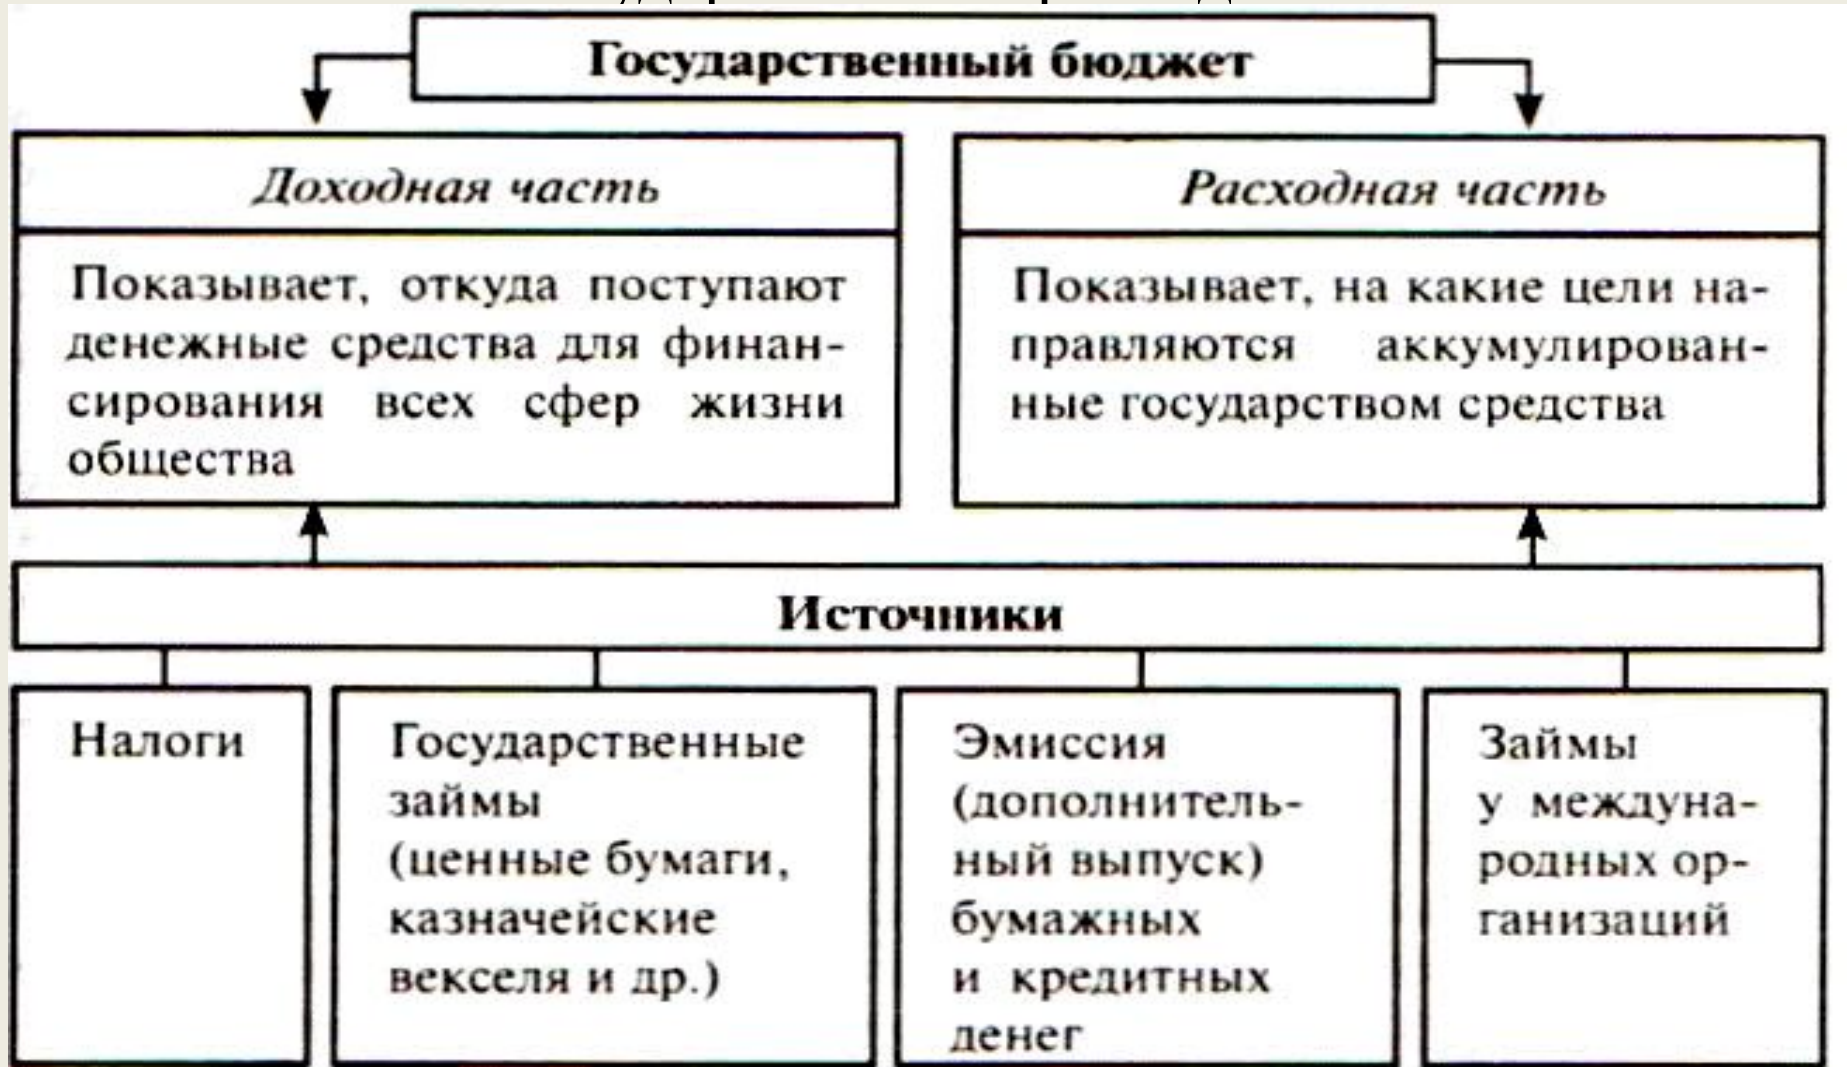 Государственный бюджет
Доходная часть
Показывает, откуда поступают
денежные средства для финан-
сирования всех сфер жизни
общества
Расходная часть
Показывает, на какие цели на-
правляются аккумулирован-
ные государством средства
Источники
Налоги
Государственные
займы
(ценные бумаги,
казначейские
векселя и др.)
Эмиссия
(дополнитель-
ный выпуск)
бумажных
и кредитных
денег
Займы
у междуна-
родных ор-
ганизаций